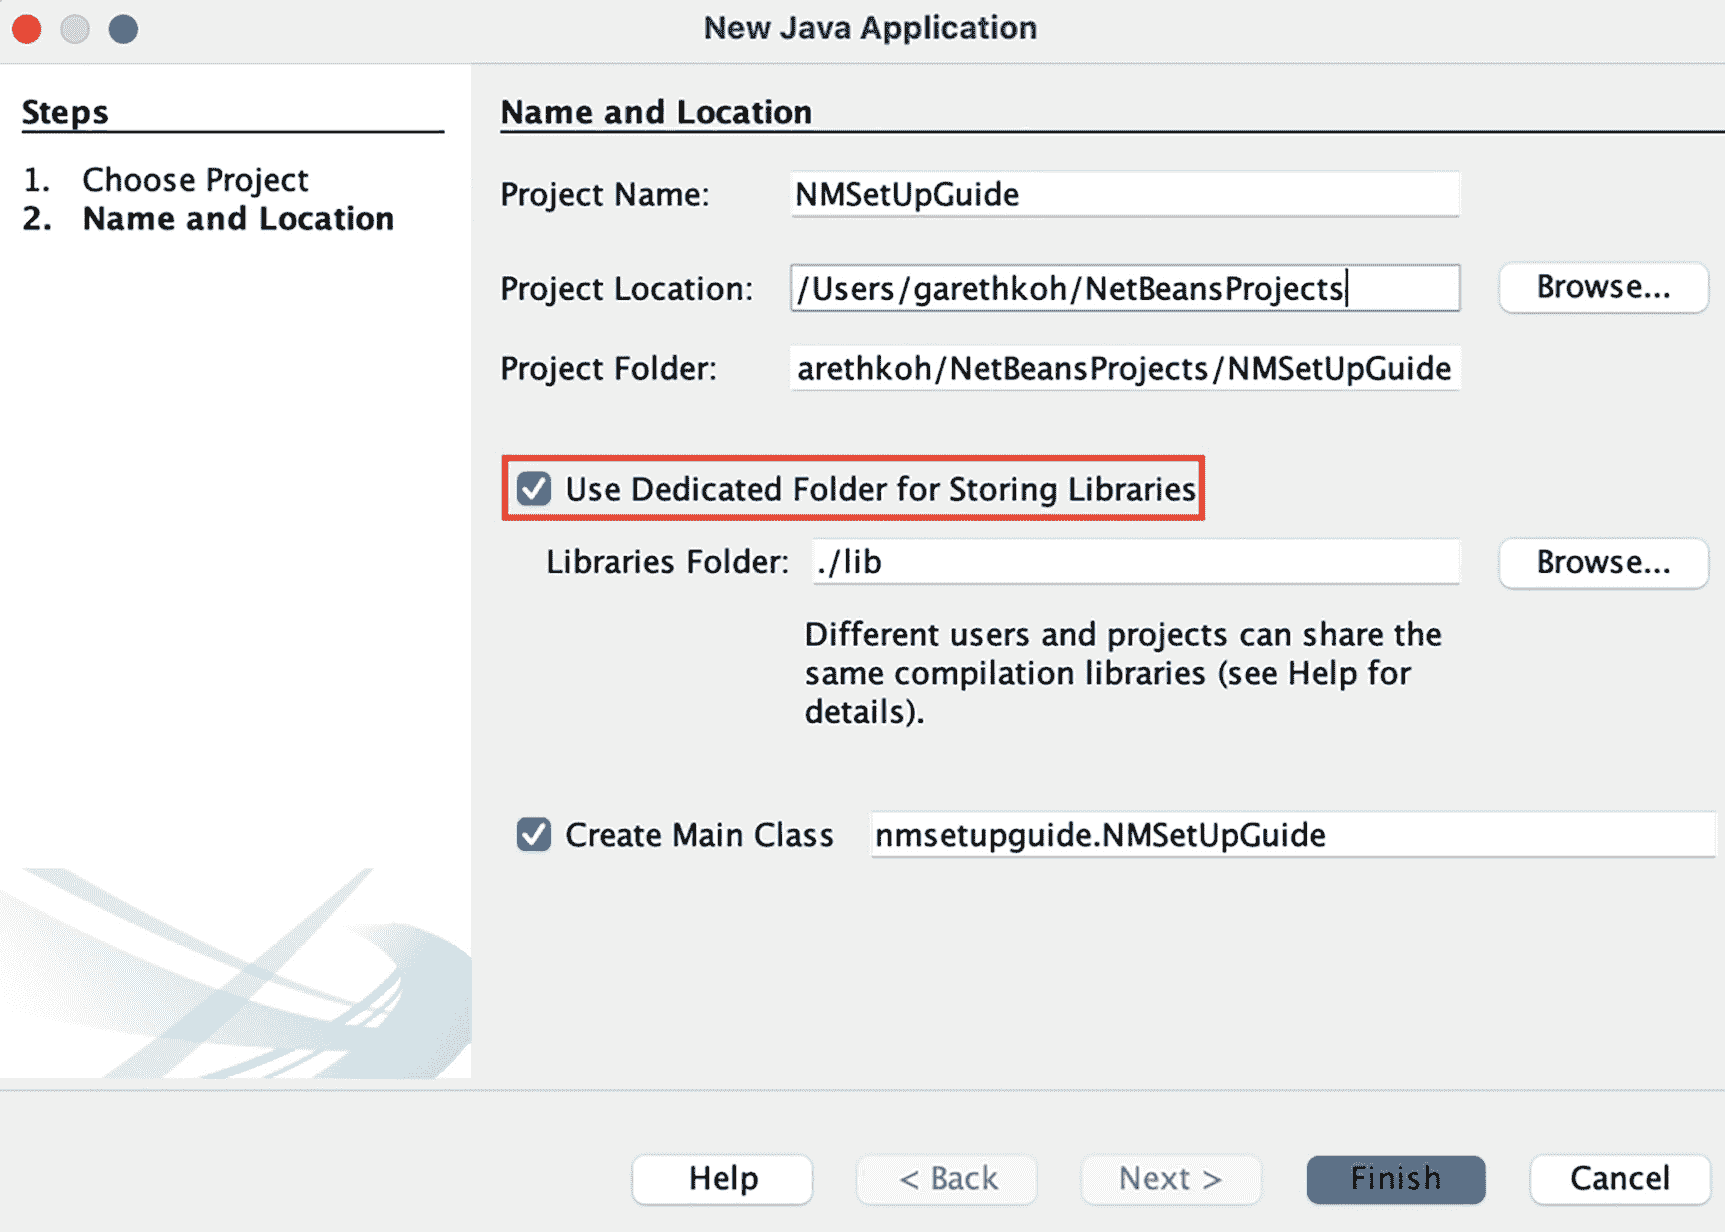 New Java Application
Steps
1. Choose Project
2. Name and Location
Name and Location
Project Name: NMSetUpGuide
Project Location: /Users/garethkoh/NetBeansProjects Browse...
Project Folder: arethkoh/NetBeansProjects/NMSetUpGuide
Use Dedicated Folder for Storing Libraries
Libraries Folder: ./lib Browse...
Different users and projects can share the
same compilation libraries (see Help for
details).
Create Main Class nmsetupguide.NMSetUpGuide
Help < Back Next > Finish Cancel